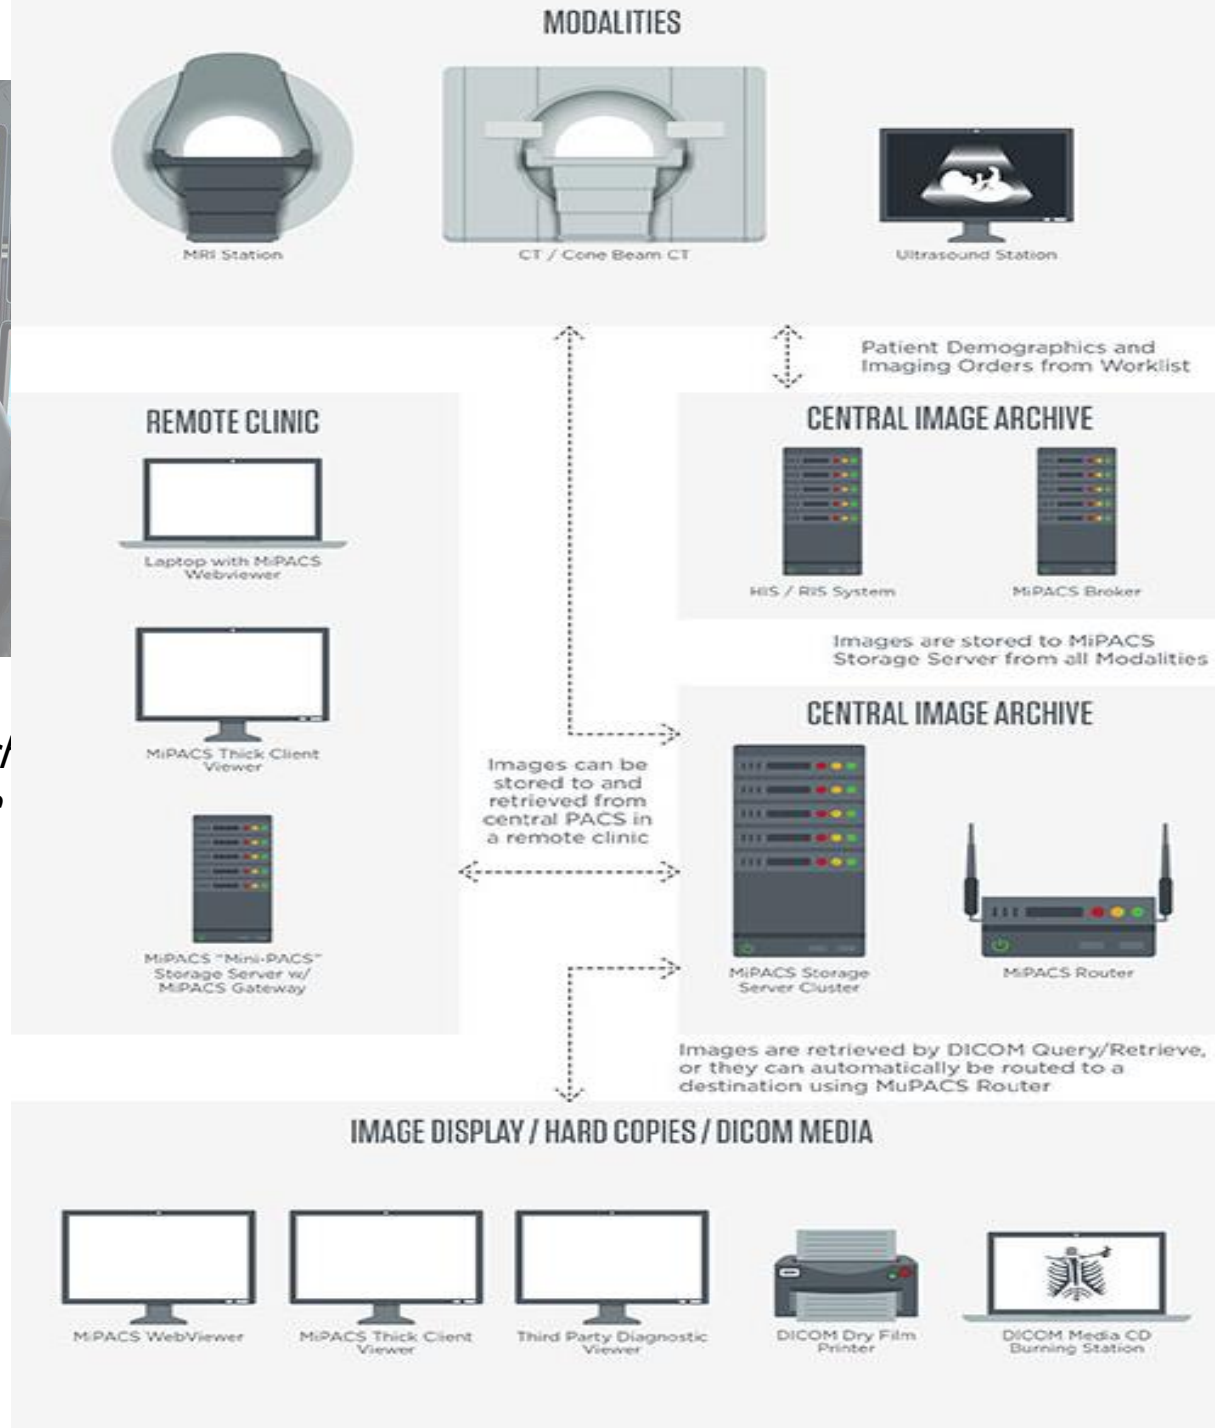 MODALITIES
MRI Station
CT / Cone Beam CT
Ultrasound Station
Patient Demographics and
Imaging Orders from Worklist
REMOTE CLINIC
Laptop with MiPACS
Webviewer
MiPACS Thick Client
Viewer
MiPACS "Mini-PACS"
Storage Server w/
MiPACS Gateway
CENTRAL IMAGE ARCHIVE
HIS / RIS System
MiPACS Broker
Images are stored to MiPACS
Storage Server from all Modalities
CENTRAL IMAGE ARCHIVE
Images can be
stored to and
retrieved from
central PACS in
a remote clinic
MiPACS Storage
Server Cluster
MiPACS Router
Images are retrieved by DICOM Query/Retrieve,
or they can automatically be routed to a
destination using MuPACS Router
IMAGE DISPLAY / HARD COPIES / DICOM MEDIA
MiPACS WebViewer
MiPACS Thick Client
Viewer
Third Party Diagnostic
Viewer
DICOM Dry Film
Printer
DICOM Media CD
Burning Station